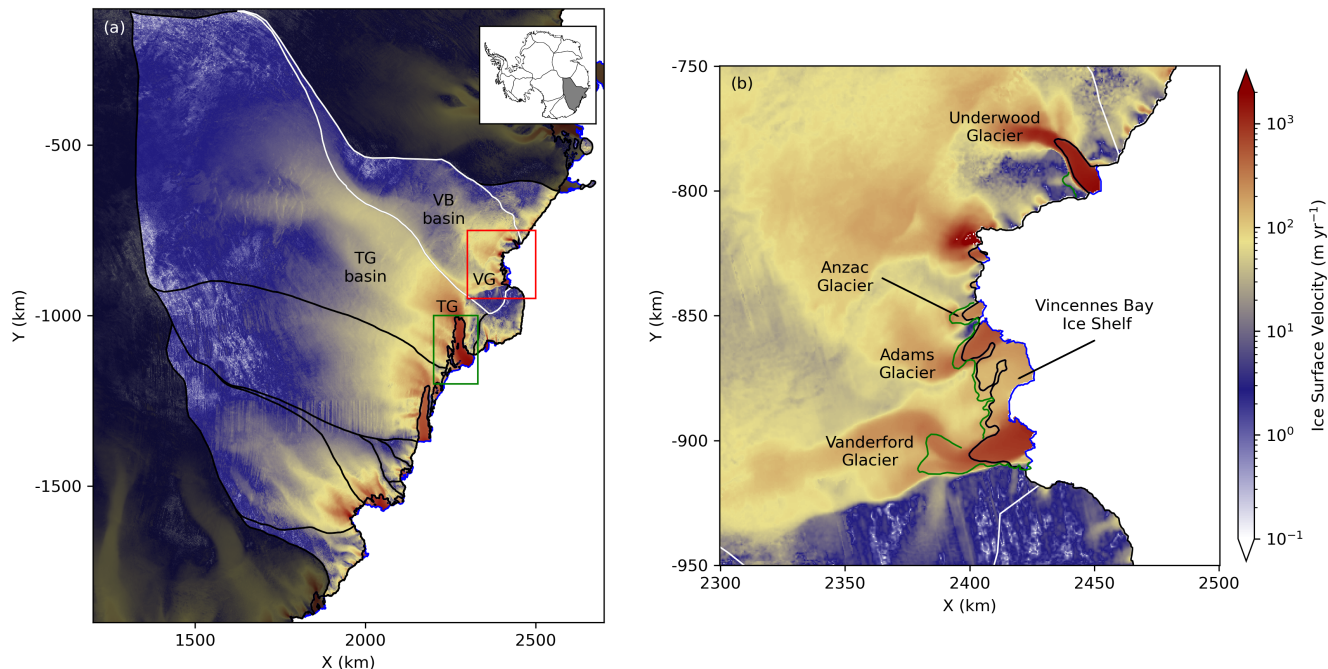 (a)
VB
basin
TG
basin
VG
TG
-500
-1000
-1500
Y (km)
1500
2000
2500
X (km)
(b)
Underwood
Glacier
Anzac
Glacier
Vincennes Bay
Ice Shelf
Adams
Glacier
Vanderford
Glacier
-750
-800
-850
-900
-950
Y (km)
2300
2350
2400
2450
2500
X (km)
10³
10²
10¹
10⁰
10⁻¹
Ice Surface Velocity (m yr⁻¹)